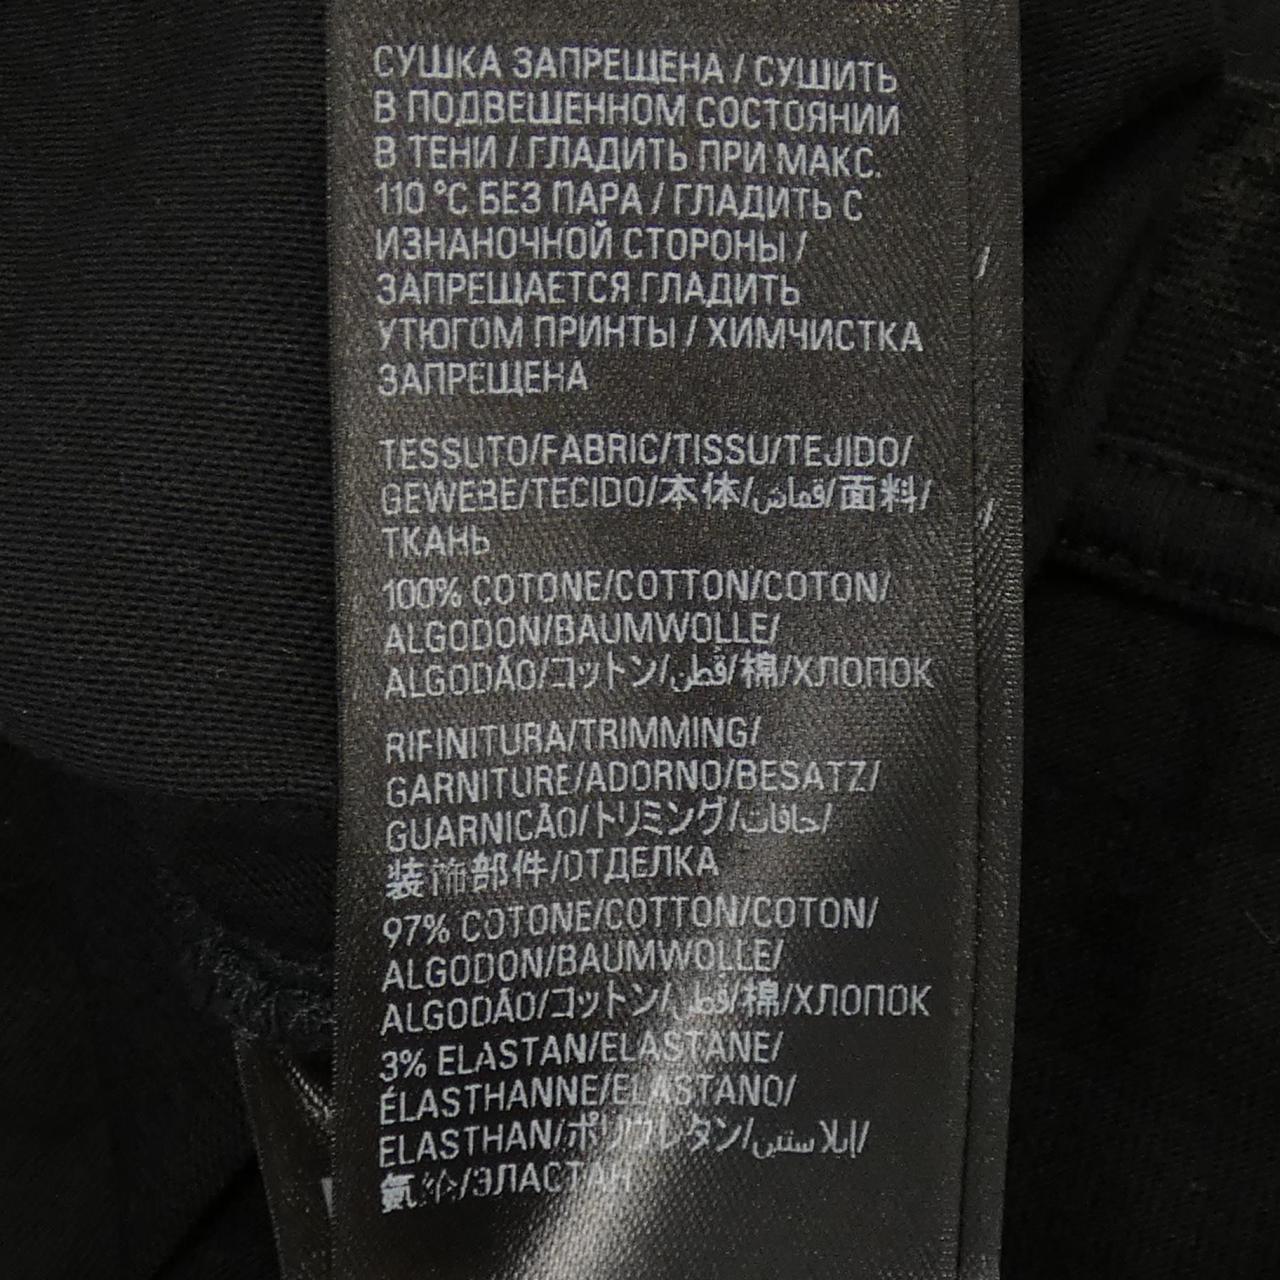 СУШКА ЗАПРЕЩЕНА / СУШИТЬ
В ПОДВЕШЕННОМ СОСТОЯНИИ
В ТЕНИ / ГЛАДИТЬ ПРИ МАКС.
110 °C БЕЗ ПАРА / ГЛАДИТЬ С
ИЗНАНОЧНОЙ СТОРОНЫ /
ЗАПРЕЩАЕТСЯ ГЛАДИТЬ
УТЮГОМ ПРИНТЫ / ХИМЧИСТКА
ЗАПРЕЩЕНА
TESSUTO/FABRIC/TISSU/TEJIDO/
GEWEBE/TECIDO/本体/قماش/面料/
ТКАНЬ
100% COTONE/COTTON/COTON/
ALGODON/BAUMWOLLE/
ALGODÃO/コットン/قطن/棉/ХЛОПОК
RIFINITURA/TRIMMING/
GARNITURE/ADORNO/BESATZ/
GUARNICÃO/トリミング/حافات/
装饰部件/ОТДЕЛКА
97% COTONE/COTTON/COTON/
ALGODON/BAUMWOLLE/
ALGODÃO/コットン/قطن/棉/ХЛОПОК
3% ELASTAN/ELASTANE/
ÉLASTHANNE/ELASTANO/
ELASTHAN/ポリウレタン/إيلاستين/
氨纶/ЭЛАСТАН